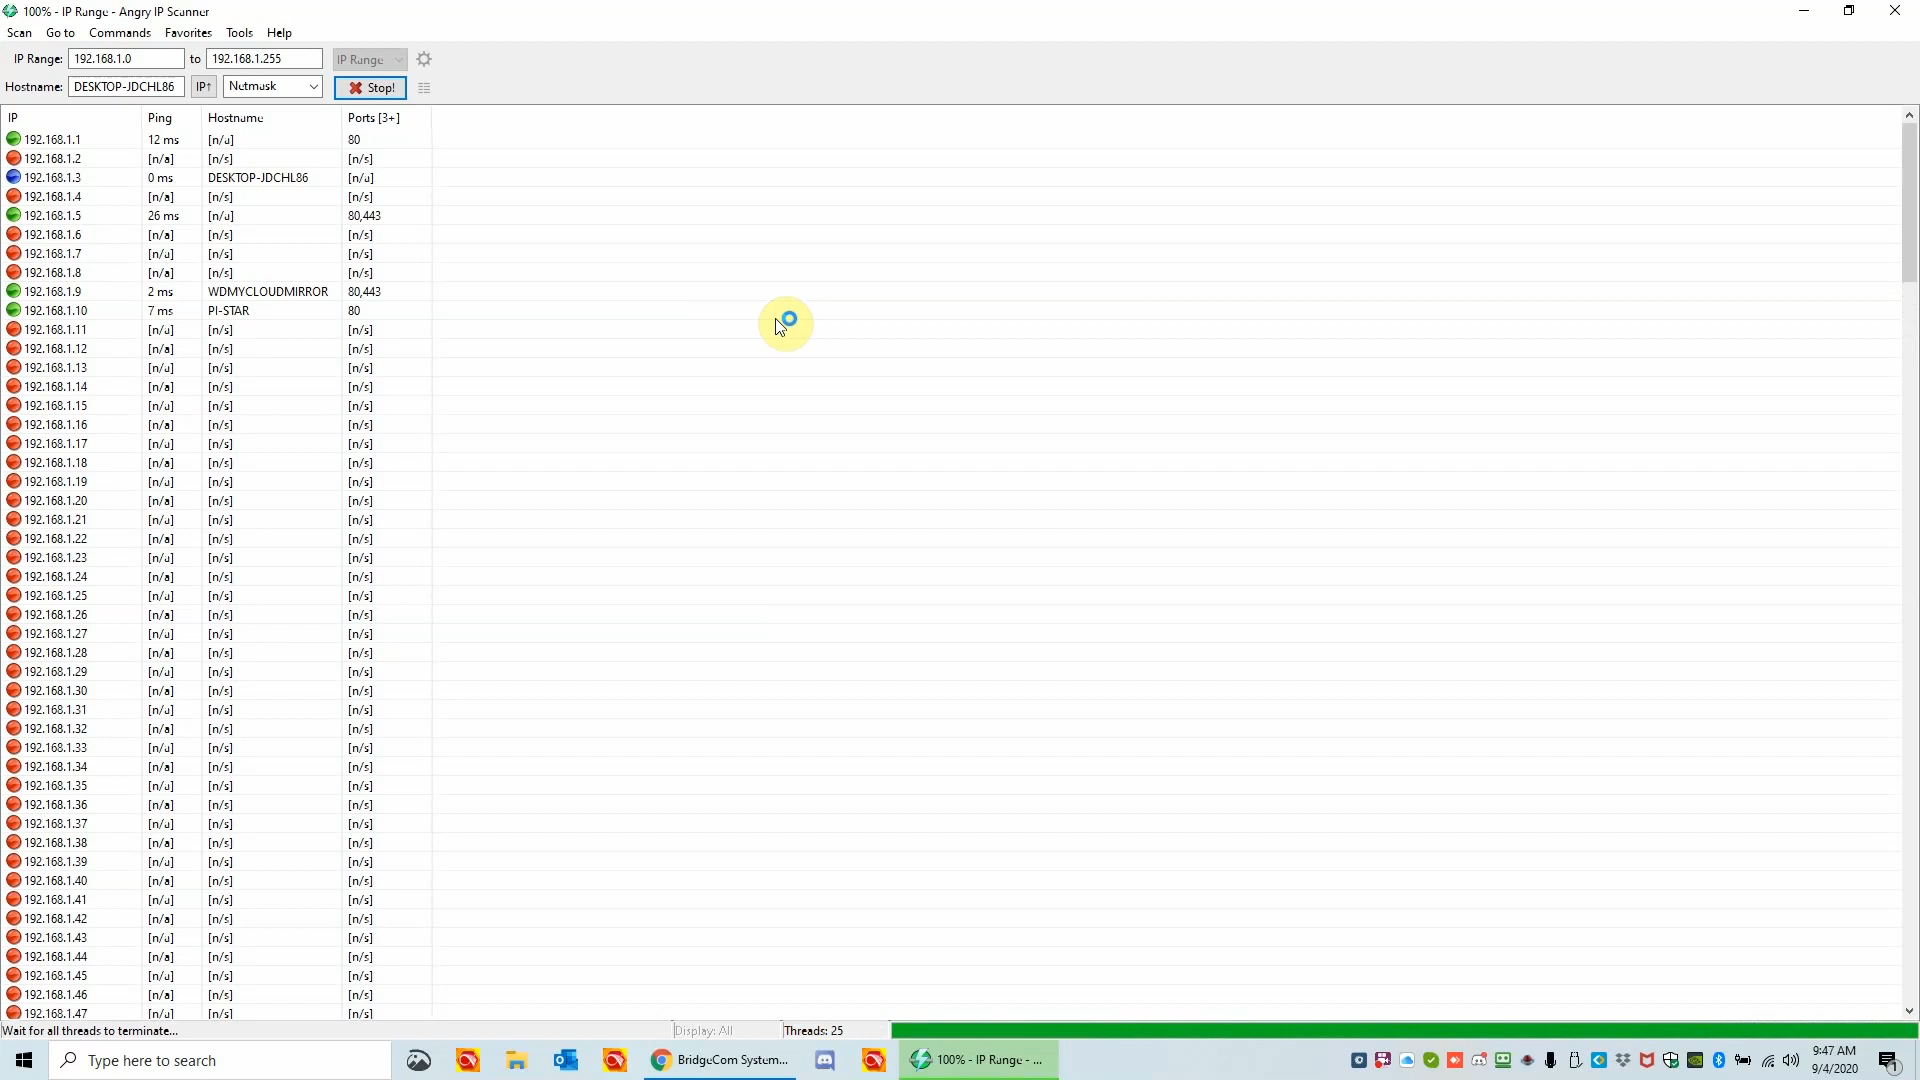 100% - IP Range - Angry IP Scanner
Scan Go to Commands Favorites Tools Help
IP Range: 192.168.1.0 to 192.168.1.255 IP Range
Hostname: DESKTOP-JDCHL86 IP↑ Netmask Stop!
IP Ping Hostname Ports [3+]
192.168.1.1 12 ms [n/a] 80
192.168.1.2 [n/a] [n/s] [n/s]
192.168.1.3 0 ms DESKTOP-JDCHL86 [n/a]
192.168.1.4 [n/a] [n/s] [n/s]
192.168.1.5 26 ms [n/a] 80,443
192.168.1.6 [n/a] [n/s] [n/s]
192.168.1.7 [n/a] [n/s] [n/s]
192.168.1.8 [n/a] [n/s] [n/s]
192.168.1.9 2 ms WDMYCLOUDMIRROR 80,443
192.168.1.10 7 ms PI-STAR 80
192.168.1.11 [n/a] [n/s] [n/s]
192.168.1.12 [n/a] [n/s] [n/s]
192.168.1.13 [n/a] [n/s] [n/s]
192.168.1.14 [n/a] [n/s] [n/s]
192.168.1.15 [n/a] [n/s] [n/s]
192.168.1.16 [n/a] [n/s] [n/s]
192.168.1.17 [n/a] [n/s] [n/s]
192.168.1.18 [n/a] [n/s] [n/s]
192.168.1.19 [n/a] [n/s] [n/s]
192.168.1.20 [n/a] [n/s] [n/s]
192.168.1.21 [n/a] [n/s] [n/s]
192.168.1.22 [n/a] [n/s] [n/s]
192.168.1.23 [n/a] [n/s] [n/s]
192.168.1.24 [n/a] [n/s] [n/s]
192.168.1.25 [n/a] [n/s] [n/s]
192.168.1.26 [n/a] [n/s] [n/s]
192.168.1.27 [n/a] [n/s] [n/s]
192.168.1.28 [n/a] [n/s] [n/s]
192.168.1.29 [n/a] [n/s] [n/s]
192.168.1.30 [n/a] [n/s] [n/s]
192.168.1.31 [n/a] [n/s] [n/s]
192.168.1.32 [n/a] [n/s] [n/s]
192.168.1.33 [n/a] [n/s] [n/s]
192.168.1.34 [n/a] [n/s] [n/s]
192.168.1.35 [n/a] [n/s] [n/s]
192.168.1.36 [n/a] [n/s] [n/s]
192.168.1.37 [n/a] [n/s] [n/s]
192.168.1.38 [n/a] [n/s] [n/s]
192.168.1.39 [n/a] [n/s] [n/s]
192.168.1.40 [n/a] [n/s] [n/s]
192.168.1.41 [n/a] [n/s] [n/s]
192.168.1.42 [n/a] [n/s] [n/s]
192.168.1.43 [n/a] [n/s] [n/s]
192.168.1.44 [n/a] [n/s] [n/s]
192.168.1.45 [n/a] [n/s] [n/s]
192.168.1.46 [n/a] [n/s] [n/s]
192.168.1.47 [n/a] [n/s] [n/s]
Wait for all threads to terminate... Display: All Threads: 25
Type here to search BridgeCom System... 100% - IP Range - ... 9:47 AM
9/4/2020 1